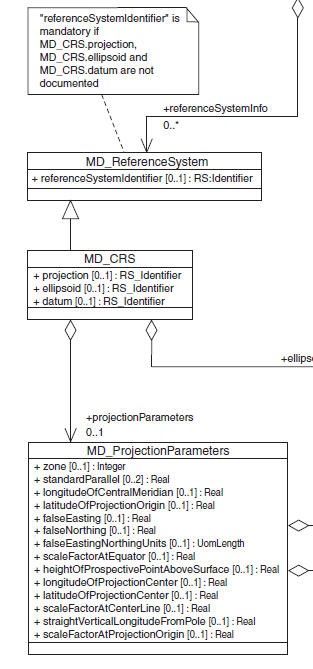 "referenceSystemIdentifier" is
mandatory if
MD_CRS.projection,
MD_CRS.ellipsoid and
MD_CRS.datum are not
documented
+referenceSystemInfo
0..*
MD_ReferenceSystem
+ referenceSystemIdentifier [0..1] : RS:Identifier
MD_CRS
+ projection [0..1] : RS_Identifier
+ ellipsoid [0..1] : RS_Identifier
+ datum [0..1] : RS_Identifier
+ellips
+projectionParameters
0..1
MD_ProjectionParameters
+ zone [0..1] : Integer
+ standardParallel [0..2] : Real
+ longitudeOfCentralMeridian [0..1] : Real
+ latitudeOfProjectionOrigin [0..1] : Real
+ falseEasting [0..1] : Real
+ falseNorthing [0..1] : Real
+ falseEastingNorthingUnits [0..1] : UomLength
+ scaleFactorAtEquator [0..1] : Real
+ heightOfProspectivePointAboveSurface [0..1] : Real
+ longitudeOfProjectionCenter [0..1] : Real
+ latitudeOfProjectionCenter [0..1] : Real
+ scaleFactorAtCenterLine [0..1] : Real
+ straightVerticalLongitudeFromPole [0..1] : Real
+ scaleFactorAtProjectionOrigin [0..1] : Real